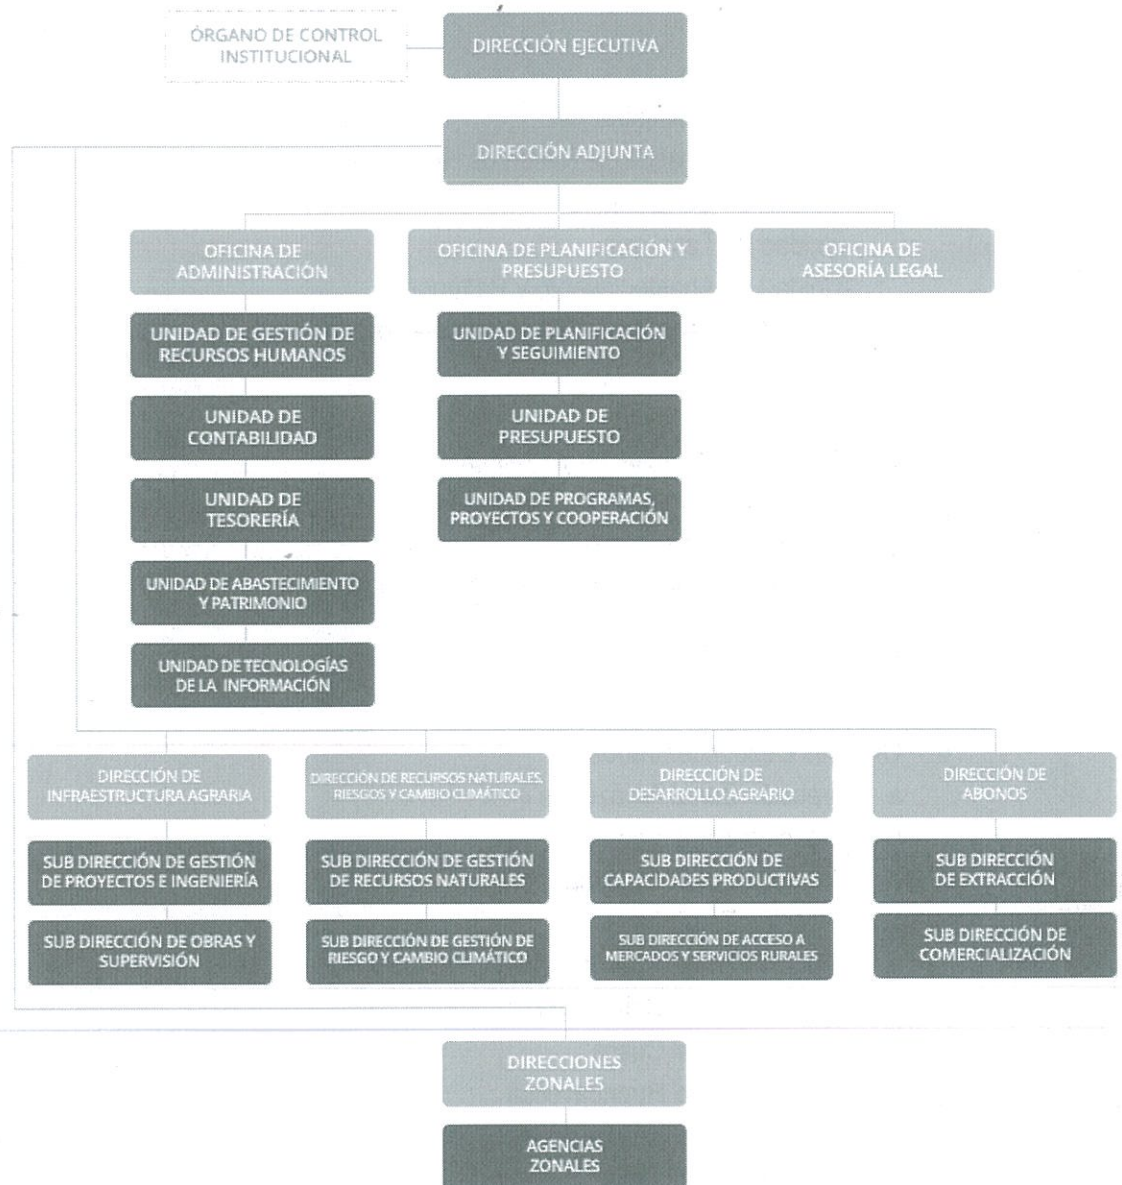 ÓRGANO DE CONTROL
INSTITUCIONAL
DIRECCIÓN EJECUTIVA
DIRECCIÓN ADJUNTA
OFICINA DE
ADMINISTRACIÓN
OFICINA DE PLANIFICACIÓN Y
PRESUPUESTO
OFICINA DE
ASESORÍA LEGAL
UNIDAD DE GESTIÓN DE
RECURSOS HUMANOS
UNIDAD DE
CONTABILIDAD
UNIDAD DE
TESORERÍA
UNIDAD DE ABASTECIMIENTO
Y PATRIMONIO
UNIDAD DE TECNOLOGÍAS
DE LA INFORMACIÓN
UNIDAD DE PLANIFICACIÓN
Y SEGUIMIENTO
UNIDAD DE
PRESUPUESTO
UNIDAD DE PROGRAMAS,
PROYECTOS Y COOPERACIÓN
DIRECCIÓN DE
INFRAESTRUCTURA AGRARIA
SUB DIRECCIÓN DE GESTIÓN
DE PROYECTOS E INGENIERÍA
SUB DIRECCIÓN DE OBRAS Y
SUPERVISIÓN
DIRECCIÓN DE RECURSOS NATURALES,
RIESGOS Y CAMBIO CLIMÁTICO
SUB DIRECCIÓN DE GESTIÓN
DE RECURSOS NATURALES
SUB DIRECCIÓN DE GESTIÓN DE
RIESGO Y CAMBIO CLIMÁTICO
DIRECCIÓN DE
DESARROLLO AGRARIO
SUB DIRECCIÓN DE
CAPACIDADES PRODUCTIVAS
SUB DIRECCIÓN DE ACCESO A
MERCADOS Y SERVICIOS RURALES
DIRECCIÓN DE
ABONOS
SUB DIRECCIÓN
DE EXTRACCIÓN
SUB DIRECCIÓN DE
COMERCIALIZACIÓN
DIRECCIONES
ZONALES
AGENCIAS
ZONALES